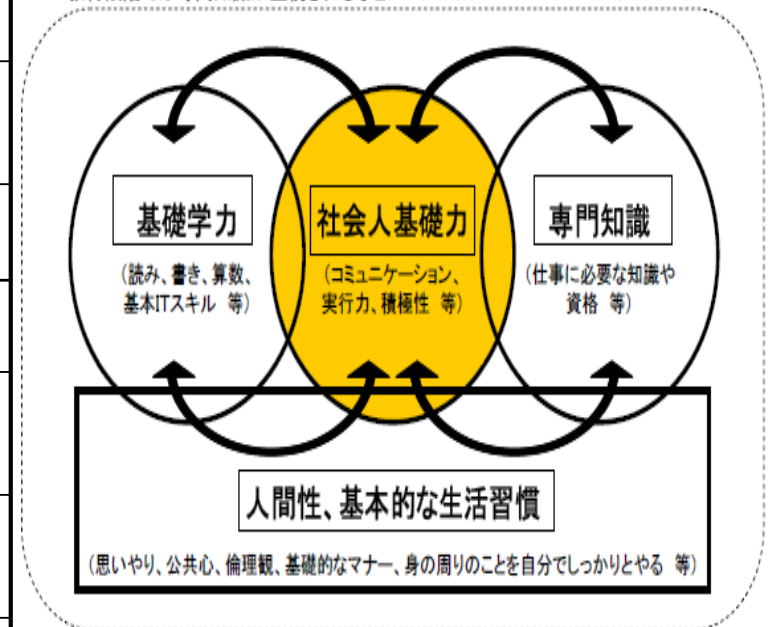 基礎学力
(読み、書き、算数、
基本ITスキル 等)
社会人基礎力
(コミュニケーション、
実行力、積極性 等)
専門知識
(仕事に必要な知識や
資格 等)
人間性、基本的な生活習慣
(思いやり、公共心、倫理観、基礎的なマナー、身の周りのことを自分でしっかりとやる 等)